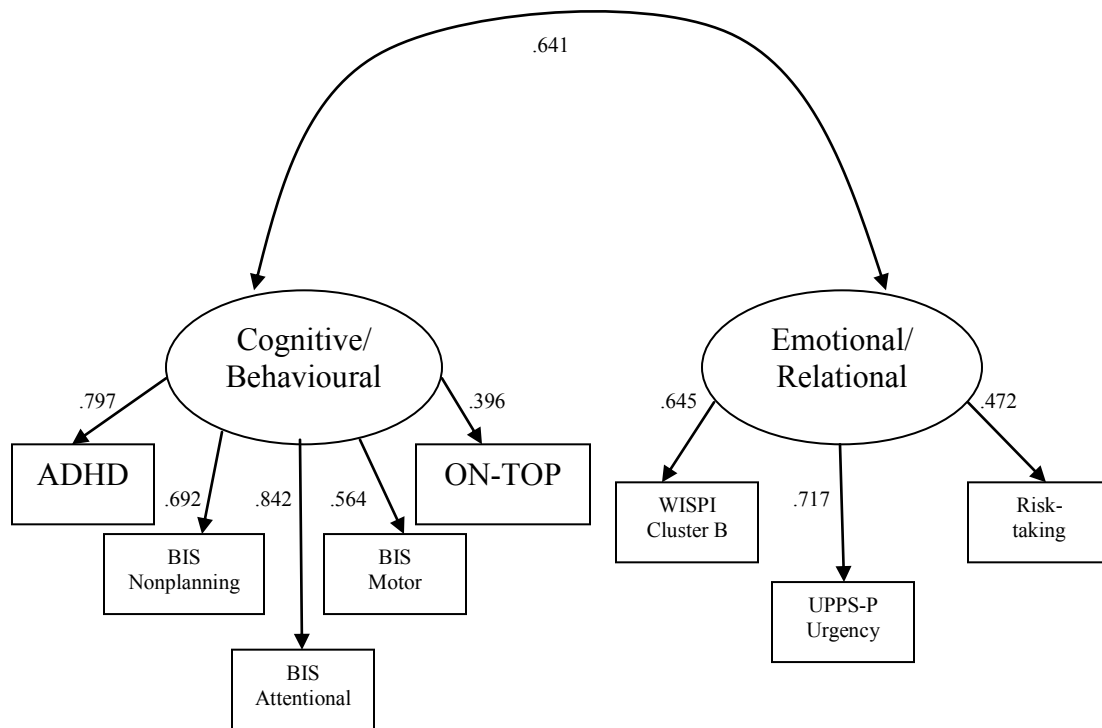 .641
Cognitive/
Behavioural
Emotional/
Relational
.797
.396
.645
.472
ADHD
ON-TOP
.692
.842
.564
.717
WISPI
Cluster B
Risk-
taking
BIS
Nonplanning
BIS
Motor
UPPS-P
Urgency
BIS
Attentional